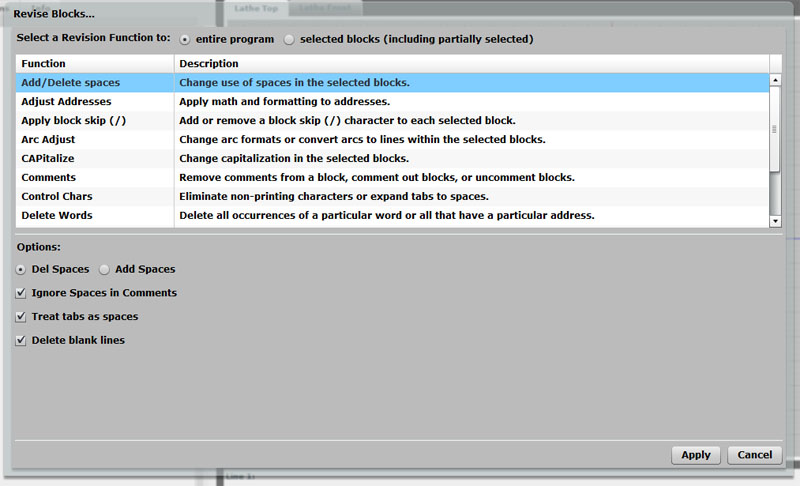 Info
Lathe Top Lathe Front
Revise Blocks...
Select a Revision Function to: entire program selected blocks (including partially selected)
Function Description
Add/Delete spaces Change use of spaces in the selected blocks.
Adjust Addresses Apply math and formatting to addresses.
Apply block skip (/) Add or remove a block skip (/) character to each selected block.
Arc Adjust Change arc formats or convert arcs to lines within the selected blocks.
CAPitalize Change capitalization in the selected blocks.
Comments Remove comments from a block, comment out blocks, or uncomment blocks.
Control Chars Eliminate non-printing characters or expand tabs to spaces.
Delete Words Delete all occurrences of a particular word or all that have a particular address.
Options:
Del Spaces Add Spaces
Ignore Spaces in Comments
Treat tabs as spaces
Delete blank lines
Apply Cancel
Line 1: